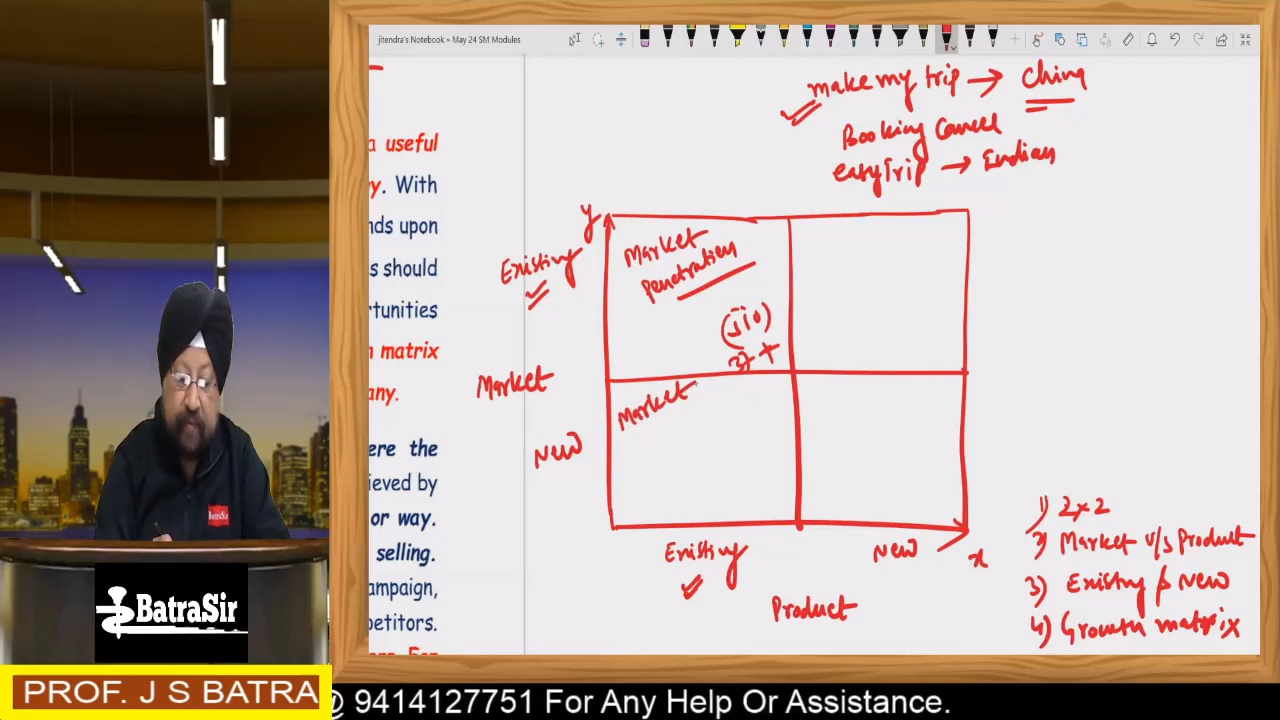 jitendra's Notebook » May 24 SM Modules
make my trip → China
Booking Cancel
easyTrip → Indian
a useful
ey. With
nds upon
s should
rtunities
n matrix
any.
ere the
ieved by
or way.
selling.
ampaign,
petitors.
y
Existing
Market penetration
(Jio)
Market
Market
New
Existing
New
x
Product
1) 2x2
2) Market v/s Product
3) Existing & New
4) Growth matrix
BatraSir
BatraSir
PROF. J S BATRA
@ 9414127751 For Any Help Or Assistance.